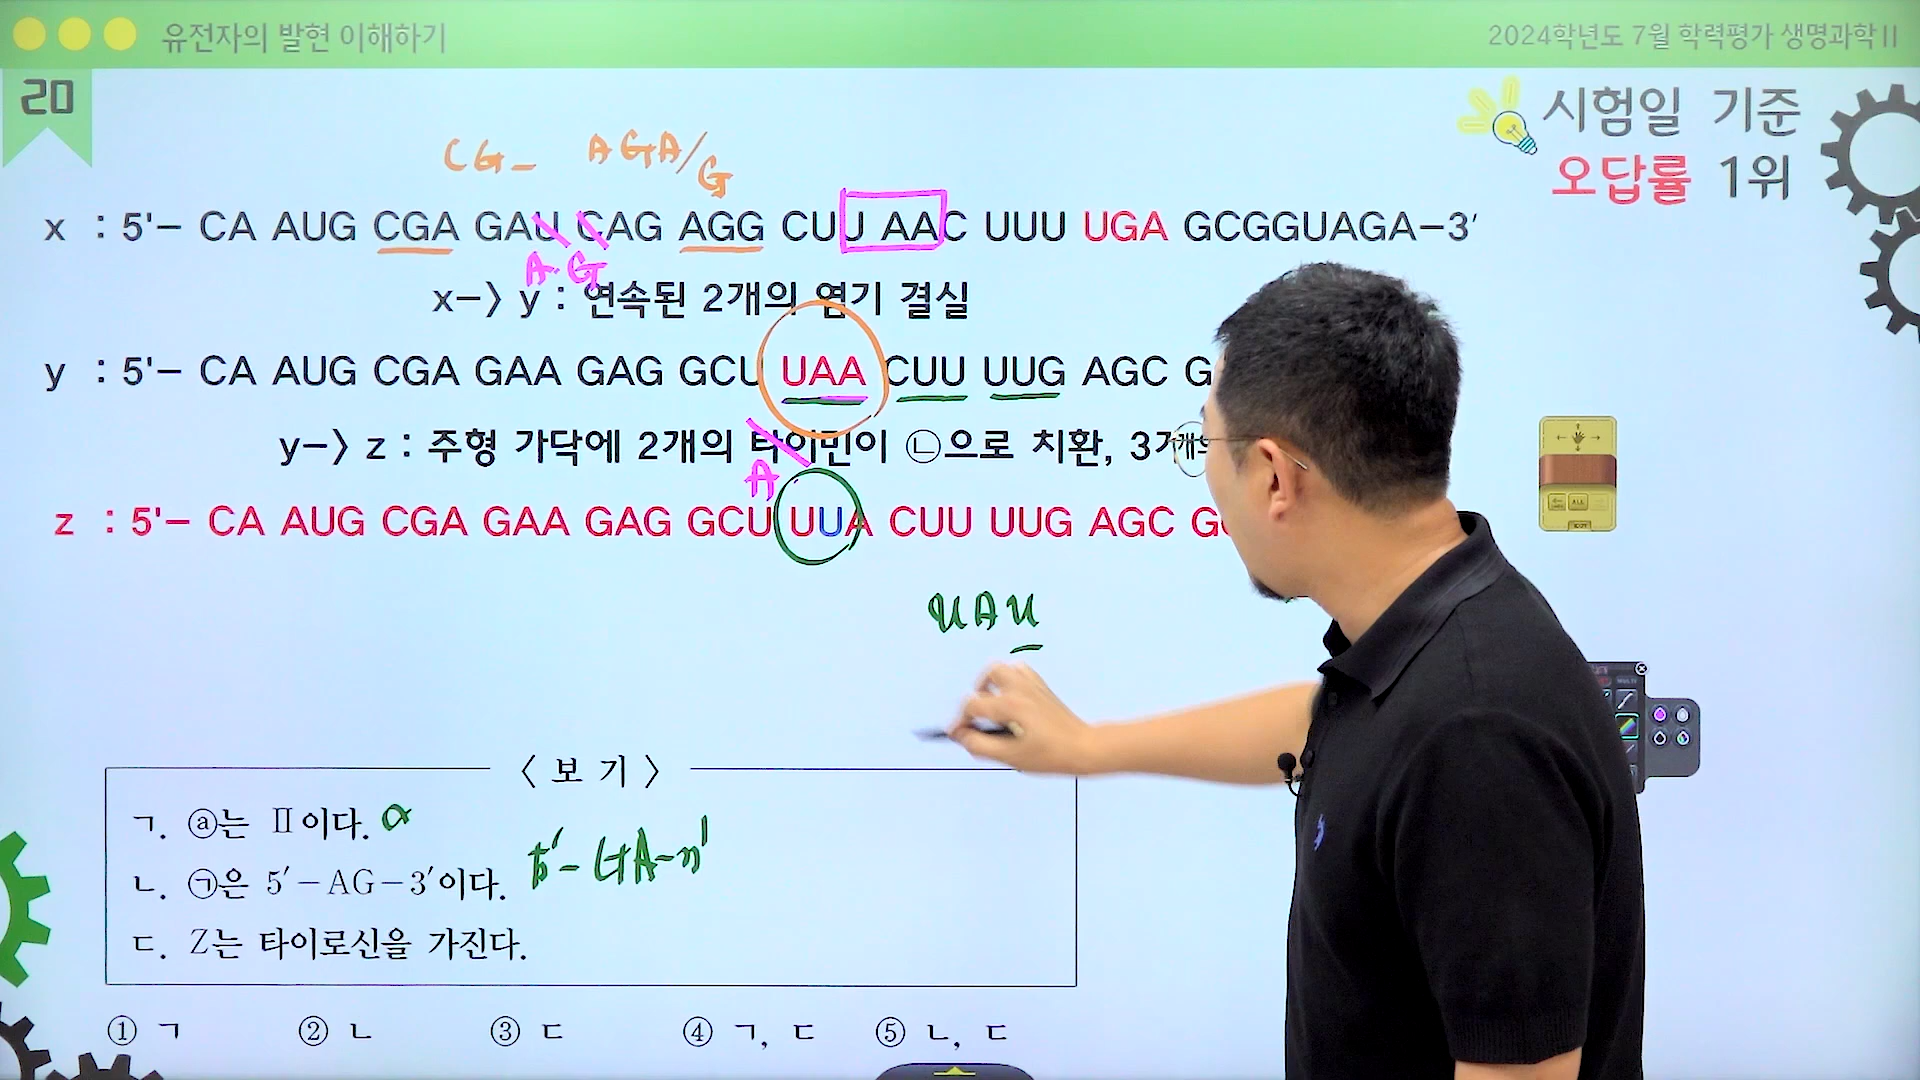 유전자의 발현 이해하기
2024학년도 7월 학력평가 생명과학Ⅱ
20
시험일 기준
오답률 1위
CG_ AGA/G
x : 5'- CA AUG CGA GAU CAG AGG CUU AAC UUU UGA GCGGUAGA-3'
A G
x-> y : 연속된 2개의 염기 결실
y : 5'- CA AUG CGA GAA GAG GCU UAA CUU UUG AGC G
y-> z : 주형 가닥에 2개의 타이민이 ㉡으로 치환, 3개의
A
z : 5'- CA AUG CGA GAA GAG GCU UUA CUU UUG AGC
UAU
〈 보 기 〉
ㄱ. ⓐ는 Ⅱ이다.
ㄴ. ㉠은 5′-AG-3′이다. 5'-GA-3'
ㄷ. Z는 타이로신을 가진다.
① ㄱ ② ㄴ ③ ㄷ ④ ㄱ, ㄷ ⑤ ㄴ, ㄷ